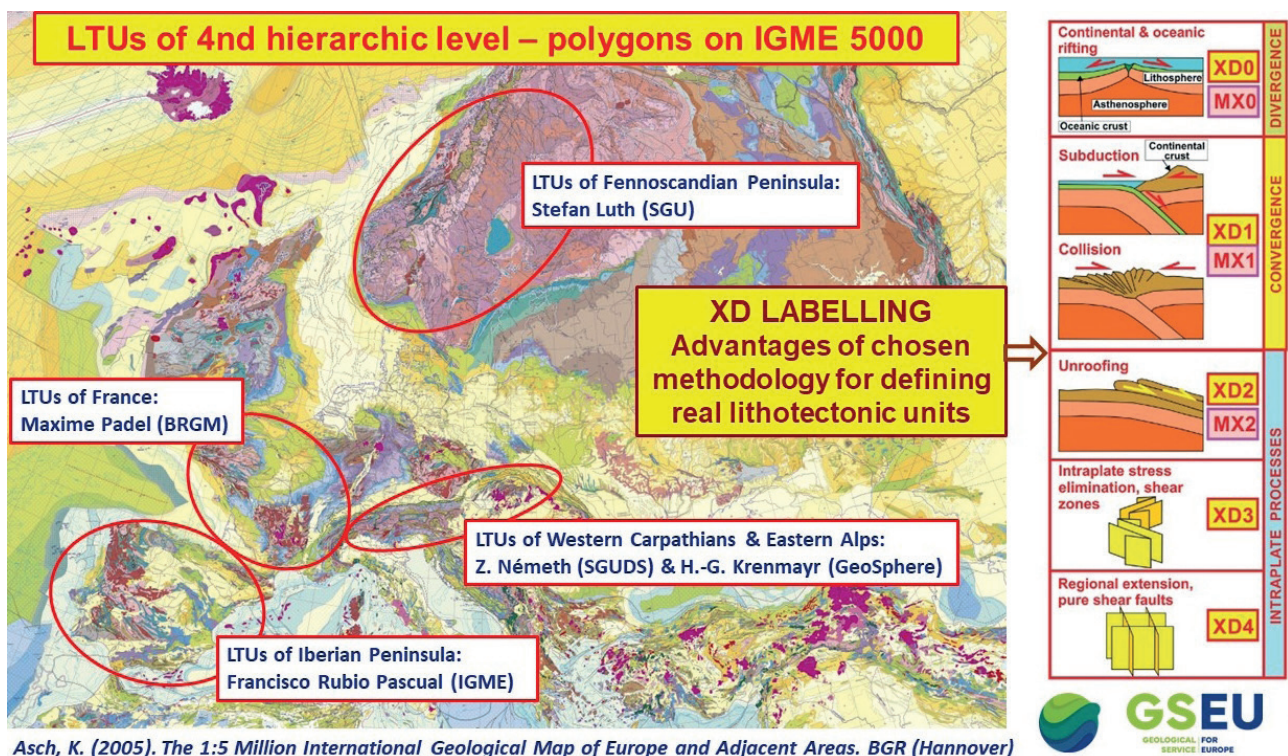 LTUs of 4nd hierarchic level – polygons on IGME 5000
LTUs of Fennoscandian Peninsula:
Stefan Luth (SGU)
XD LABELLING
Advantages of chosen
methodology for defining
real lithotectonic units
LTUs of France:
Maxime Padel (BRGM)
LTUs of Western Carpathians & Eastern Alps:
Z. Németh (SGUDS) & H.-G. Krenmayr (GeoSphere)
LTUs of Iberian Peninsula:
Francisco Rubio Pascual (IGME)
Continental & oceanic
rifting
Lithosphere
Asthenosphere
Oceanic crust
XD0
MX0
DIVERGENCE
Subduction
Continental
crust
Collision
XD1
MX1
CONVERGENCE
Unroofing
XD2
MX2
Intraplate stress
elimination, shear
zones
XD3
Regional extension,
pure shear faults
XD4
INTRAPLATE PROCESSES
GSEU
GEOLOGICAL
SERVICE
FOR
EUROPE
Asch, K. (2005). The 1:5 Million International Geological Map of Europe and Adjacent Areas. BGR (Hannover)